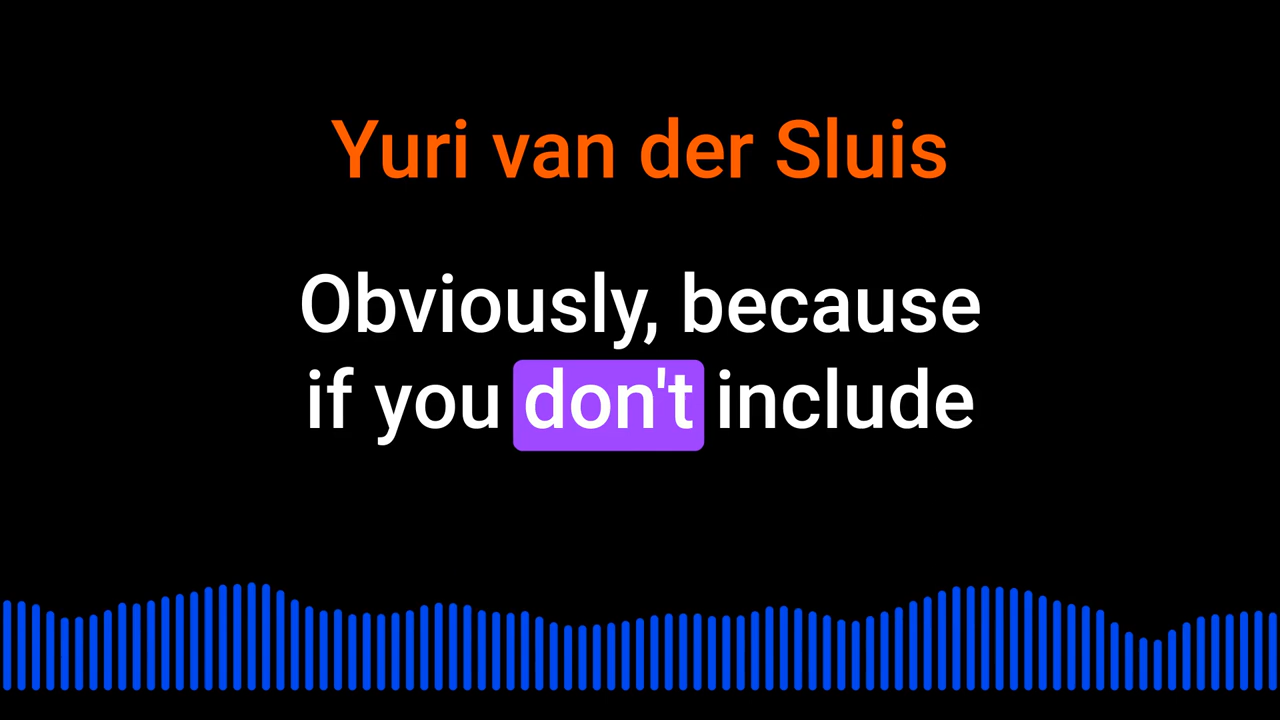 Yuri van der Sluis
Obviously, because
if you don't include